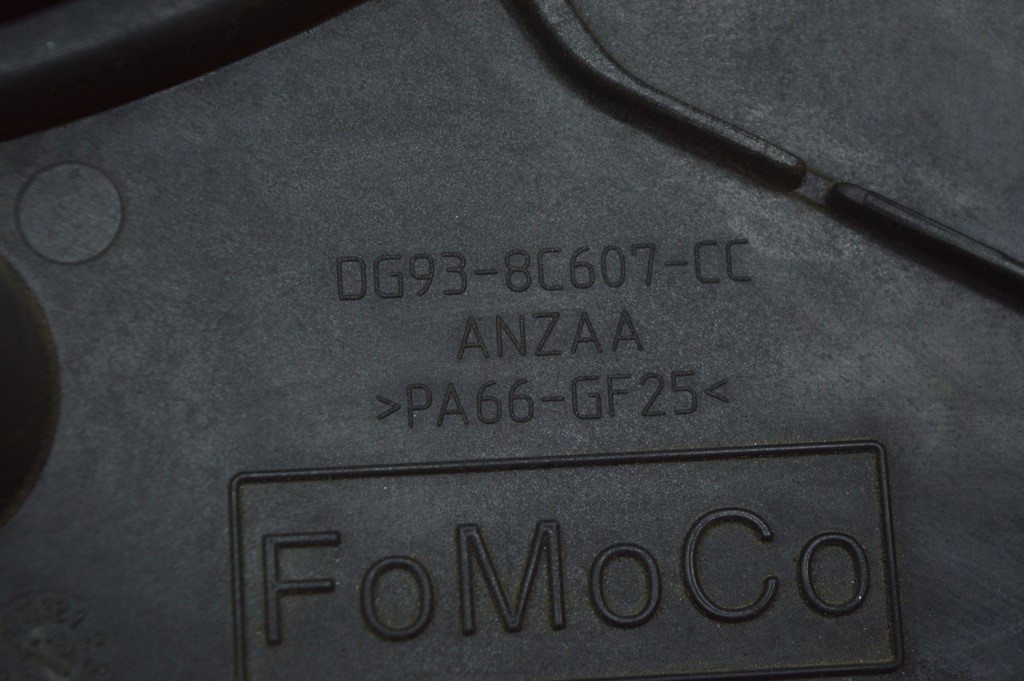 DG93-8C607-CC
ANZAA
>PA66-GF25<
FoMoCo